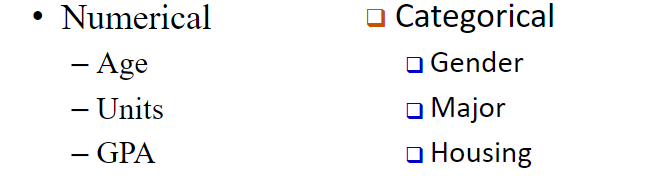 • Numerical
– Age
– Units
– GPA
❑ Categorical
❑ Gender
❑ Major
❑ Housing